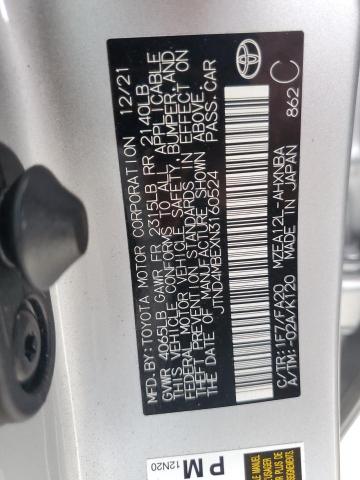 MFD.BY:TOYOTA MOTOR CORPORATION 12/21
GVWR 4065LB GAWR FR 2315LB RR 2140LB
THIS VEHICLE CONFORMS TO ALL APPLICABLE
FEDERAL MOTOR VEHICLE SAFETY, BUMPER,AND
THEFT PREVENTION STANDARDS IN EFFECT ON
THE DATE OF MANUFACTURE SHOWN ABOVE.
JTND4MBEXN3160524 PASS.CAR
C/TR:1F7/FA20 MZEA12L-AHXNBA
A/TM:-02A/K120 MADE IN JAPAN 862
C
TOYOTA
PM
12N20